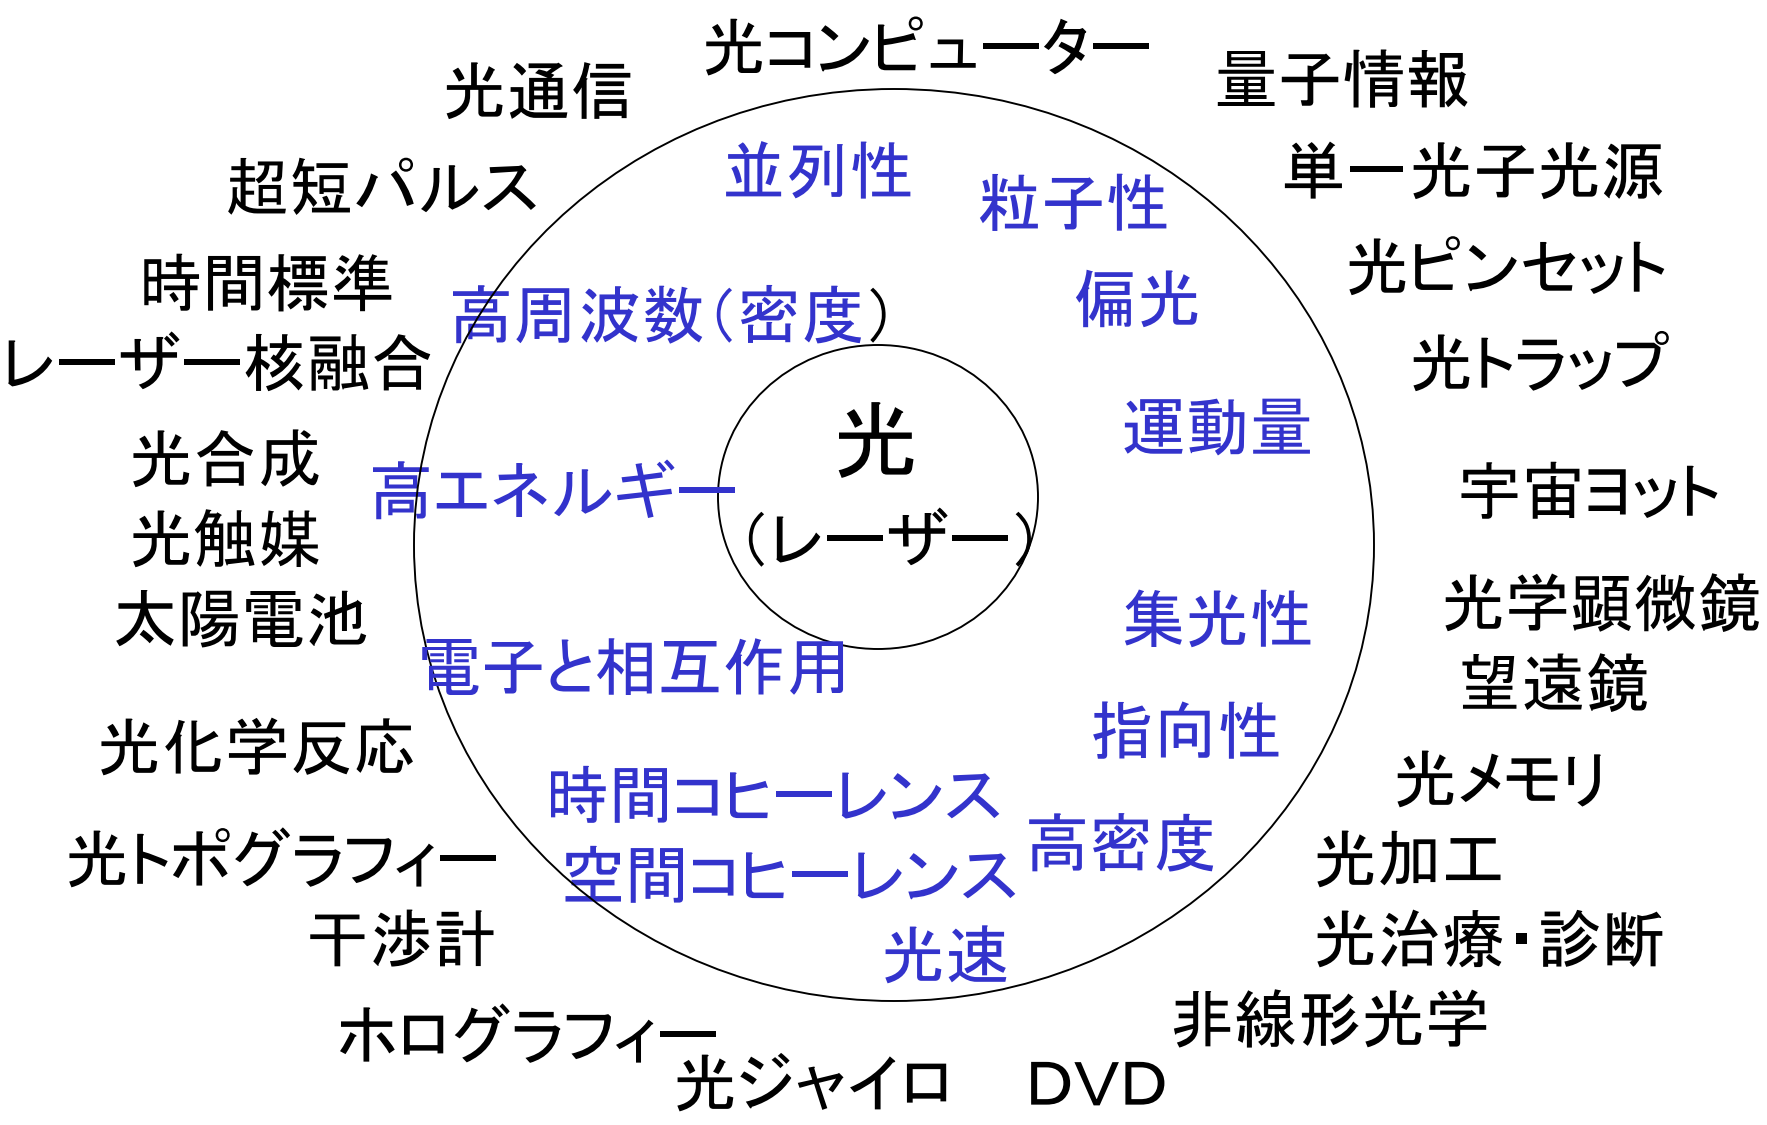 光コンピューター
光通信
量子情報
並列性
単一光子光源
超短パルス
粒子性
時間標準
光ピンセット
高周波数（密度）
偏光
レーザー核融合
光トラップ
光
運動量
光合成
高エネルギー
宇宙ヨット
光触媒
（レーザー）
太陽電池
集光性
光学顕微鏡
電子と相互作用
望遠鏡
光化学反応
指向性
時間コヒーレンス
光メモリ
光トポグラフィー
高密度
光加工
空間コヒーレンス
干渉計
光速
光治療・診断
ホログラフィー
非線形光学
光ジャイロ
DVD